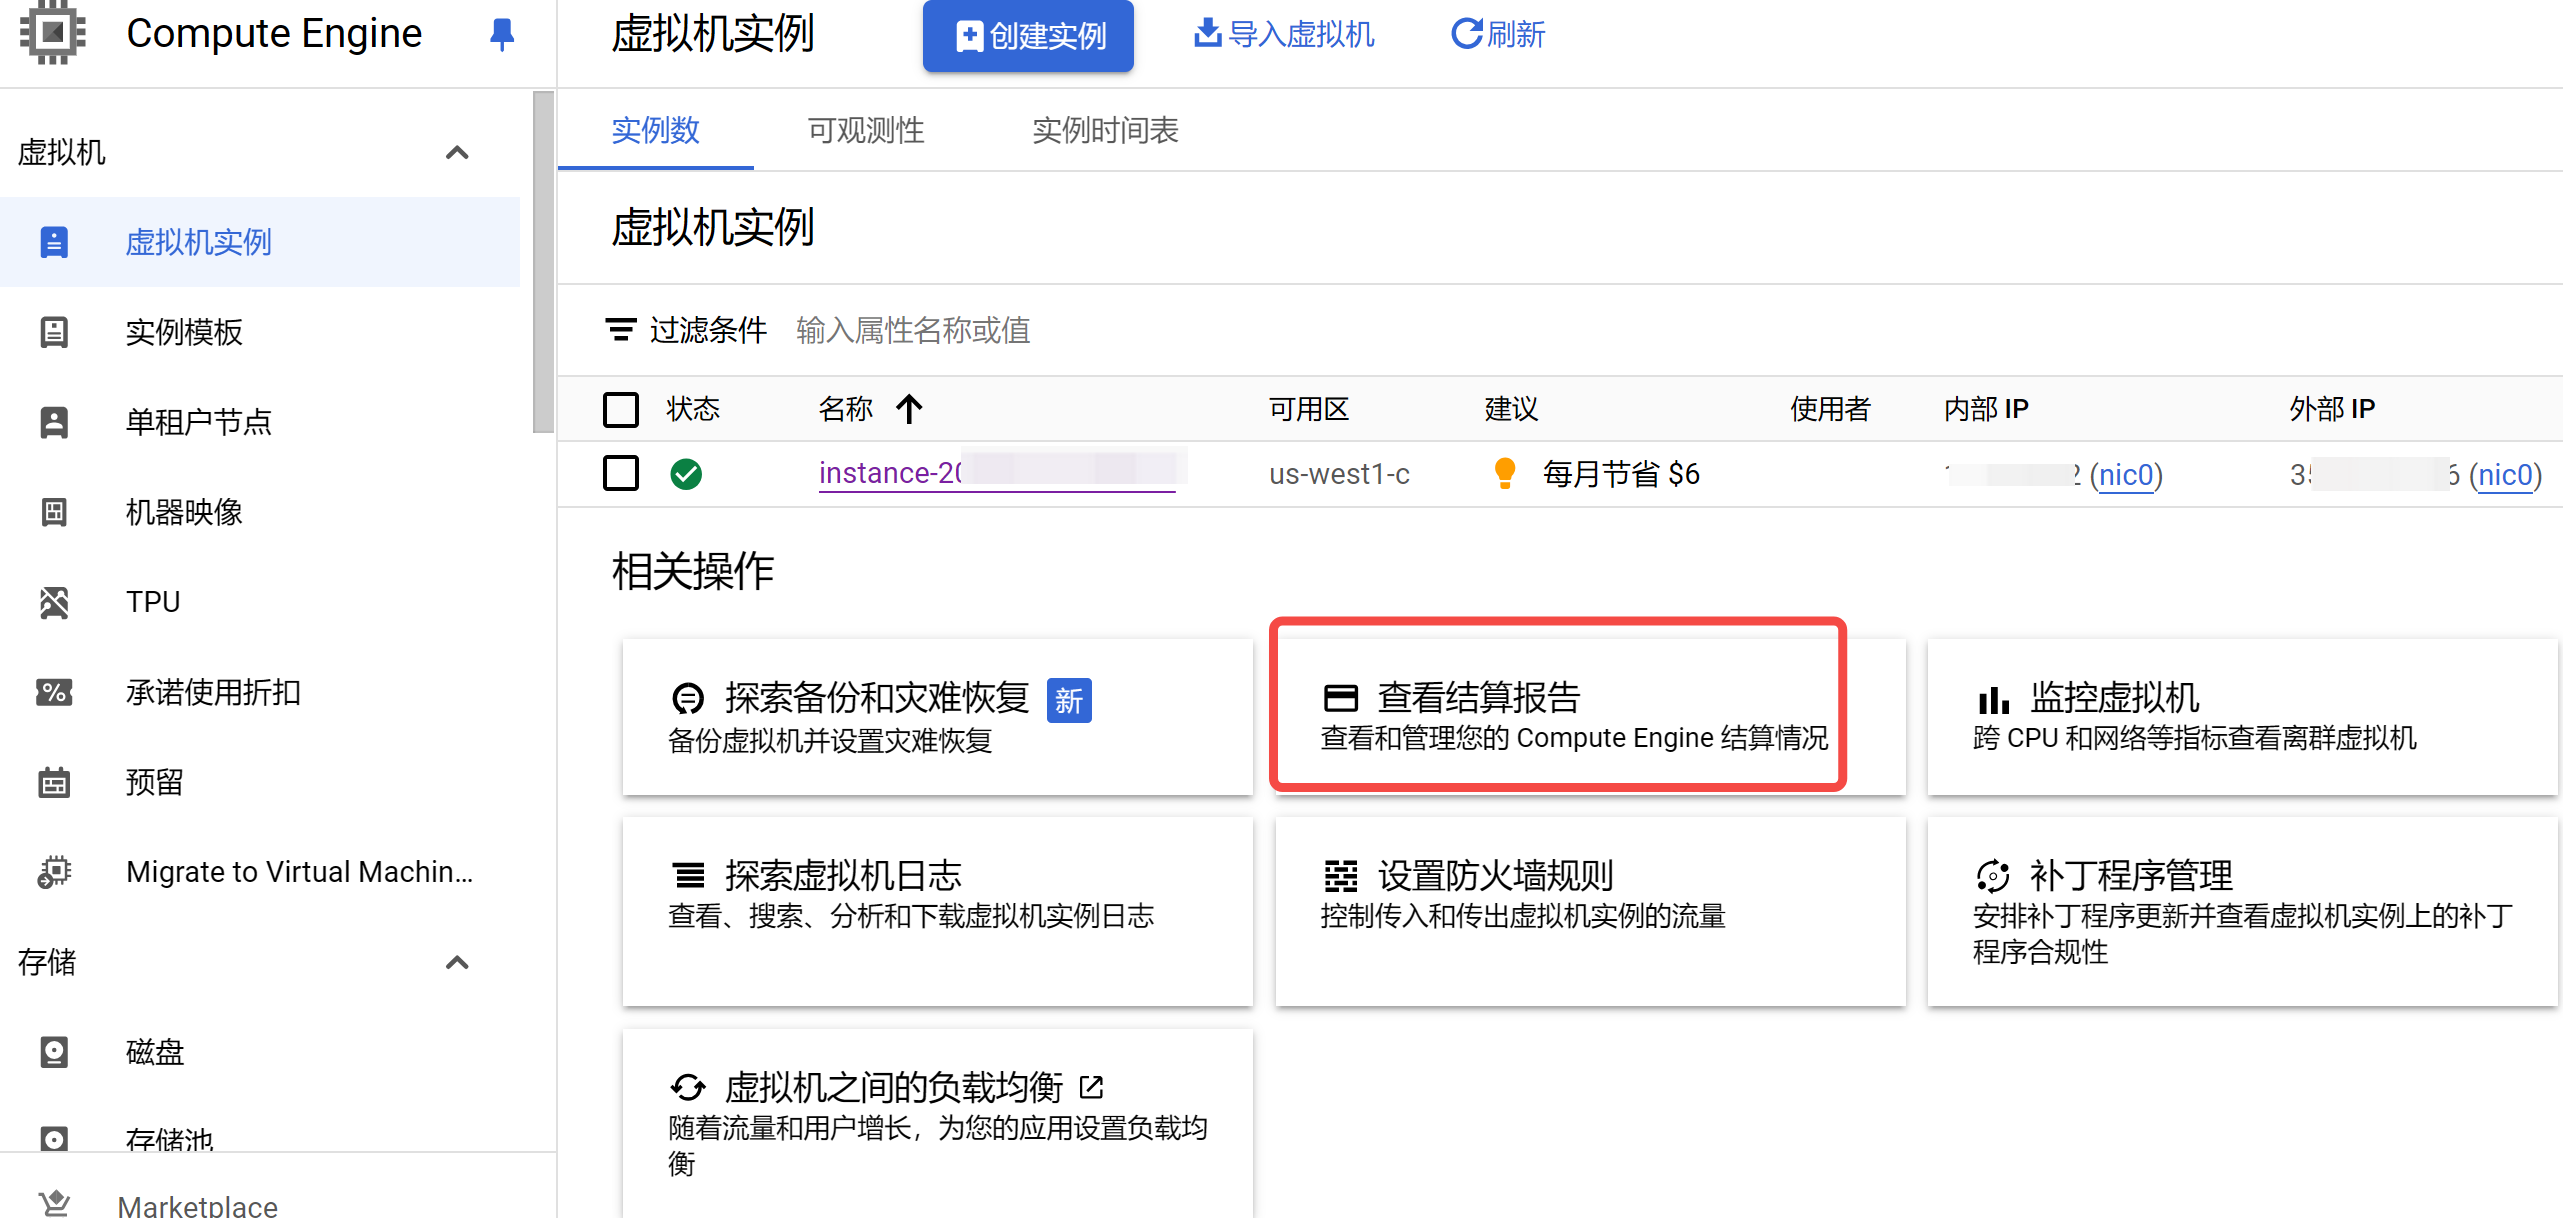 Compute Engine
虚拟机实例
创建实例
导入虚拟机
刷新
虚拟机
虚拟机实例
实例模板
单租户节点
机器映像
TPU
承诺使用折扣
预留
Migrate to Virtual Machin...
存储
磁盘
存储池
Marketplace
实例数
可观测性
实例时间表
虚拟机实例
过滤条件 输入属性名称或值
状态 名称 可用区 建议 使用者 内部 IP 外部 IP
instance-20 us-west1-c 每月节省 $6 2 (nic0) 3 6 (nic0)
相关操作
探索备份和灾难恢复 新
备份虚拟机并设置灾难恢复
查看结算报告
查看和管理您的 Compute Engine 结算情况
监控虚拟机
跨 CPU 和网络等指标查看离群虚拟机
探索虚拟机日志
查看、搜索、分析和下载虚拟机实例日志
设置防火墙规则
控制传入和传出虚拟机实例的流量
补丁程序管理
安排补丁程序更新并查看虚拟机实例上的补丁
程序合规性
虚拟机之间的负载均衡
随着流量和用户增长，为您的应用设置负载均
衡